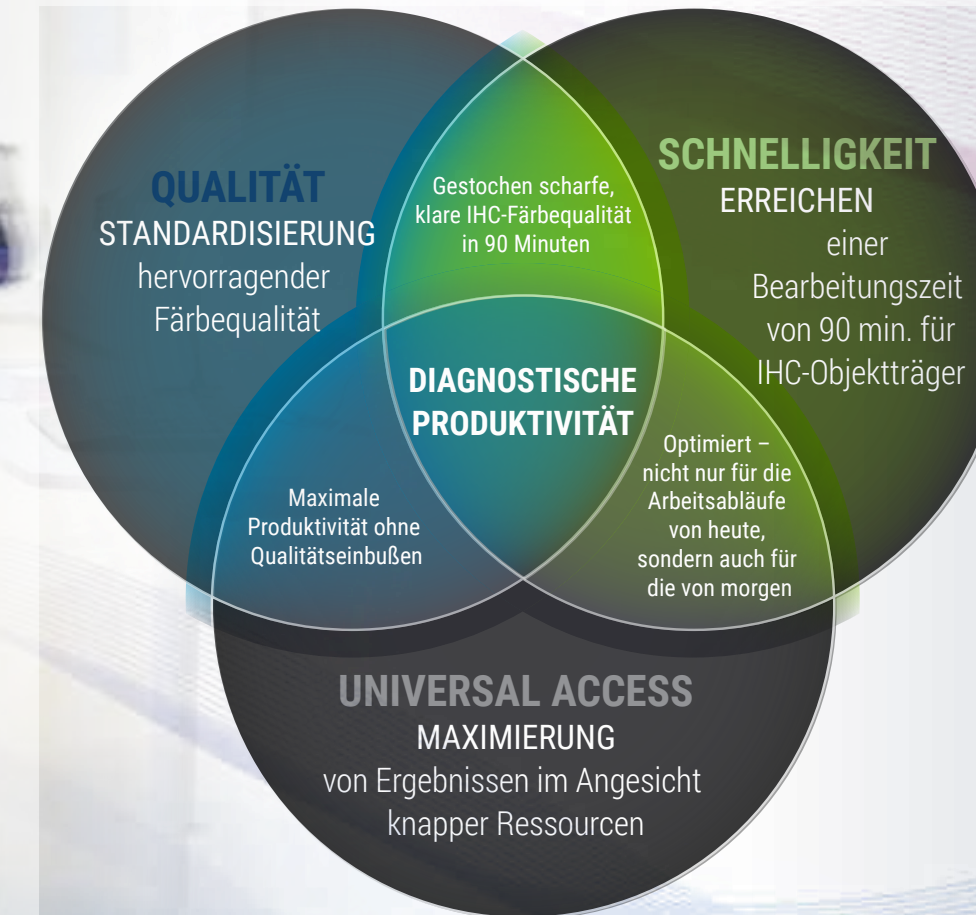 QUALITÄT
STANDARDISIERUNG
hervorragender
Färbequalität
Gestochen scharfe,
klare IHC-Färbequalität
in 90 Minuten
SCHNELLIGKEIT
ERREICHEN
einer
Bearbeitungszeit
von 90 min. für
IHC-Objektträger
DIAGNOSTISCHE
PRODUKTIVITÄT
Maximale
Produktivität ohne
Qualitätseinbußen
Optimiert –
nicht nur für die
Arbeitsabläufe
von heute,
sondern auch für
die von morgen
UNIVERSAL ACCESS
MAXIMIERUNG
von Ergebnissen im Angesicht
knapper Ressourcen